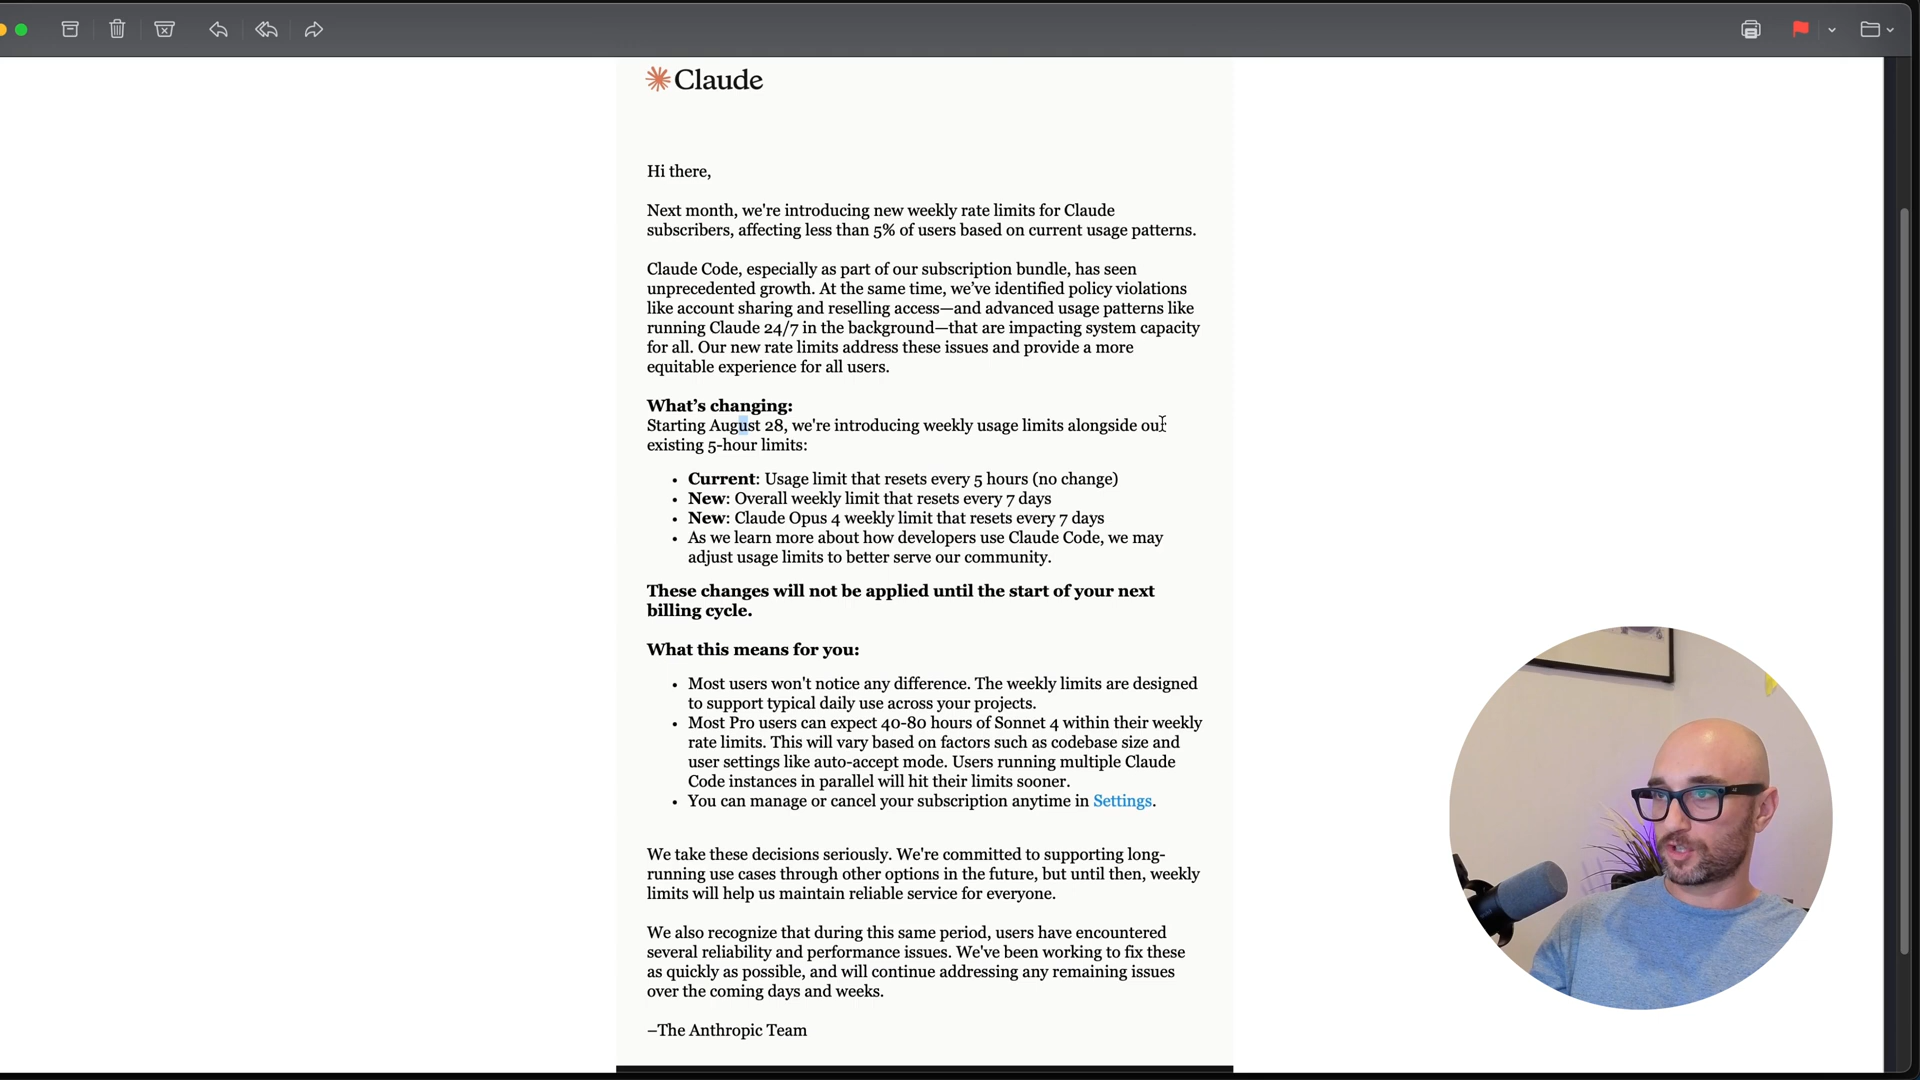 Claude
Hi there,
Next month, we're introducing new weekly rate limits for Claude
subscribers, affecting less than 5% of users based on current usage patterns.
Claude Code, especially as part of our subscription bundle, has seen
unprecedented growth. At the same time, we’ve identified policy violations
like account sharing and reselling access—and advanced usage patterns like
running Claude 24/7 in the background—that are impacting system capacity
for all. Our new rate limits address these issues and provide a more
equitable experience for all users.
What’s changing:
Starting August 28, we're introducing weekly usage limits alongside our
existing 5-hour limits:
• Current: Usage limit that resets every 5 hours (no change)
• New: Overall weekly limit that resets every 7 days
• New: Claude Opus 4 weekly limit that resets every 7 days
• As we learn more about how developers use Claude Code, we may
adjust usage limits to better serve our community.
These changes will not be applied until the start of your next
billing cycle.
What this means for you:
• Most users won't notice any difference. The weekly limits are designed
to support typical daily use across your projects.
• Most Pro users can expect 40-80 hours of Sonnet 4 within their weekly
rate limits. This will vary based on factors such as codebase size and
user settings like auto-accept mode. Users running multiple Claude
Code instances in parallel will hit their limits sooner.
• You can manage or cancel your subscription anytime in Settings.
We take these decisions seriously. We're committed to supporting long-
running use cases through other options in the future, but until then, weekly
limits will help us maintain reliable service for everyone.
We also recognize that during this same period, users have encountered
several reliability and performance issues. We've been working to fix these
as quickly as possible, and will continue addressing any remaining issues
over the coming days and weeks.
–The Anthropic Team